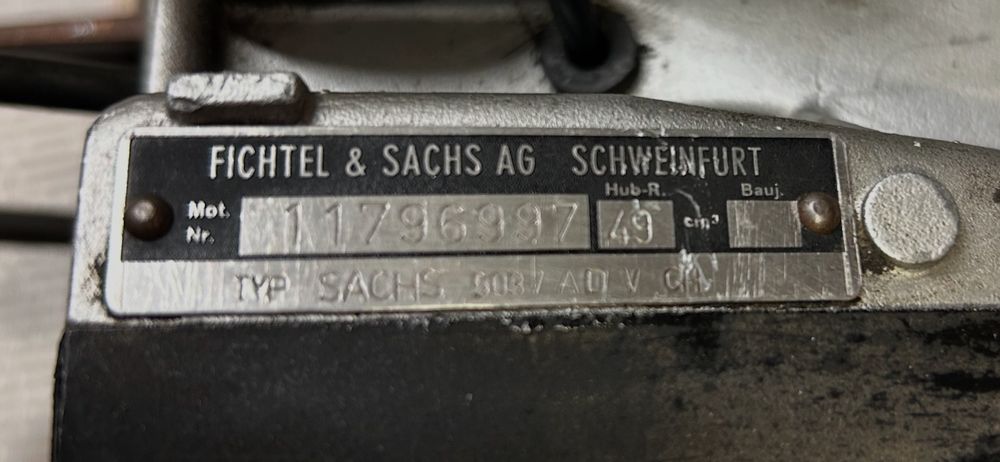 FICHTEL & SACHS AG SCHWEINFURT
Hub-R. Bauj.
Mot. 11796997 49 cm³
Nr.
TYP SACHS